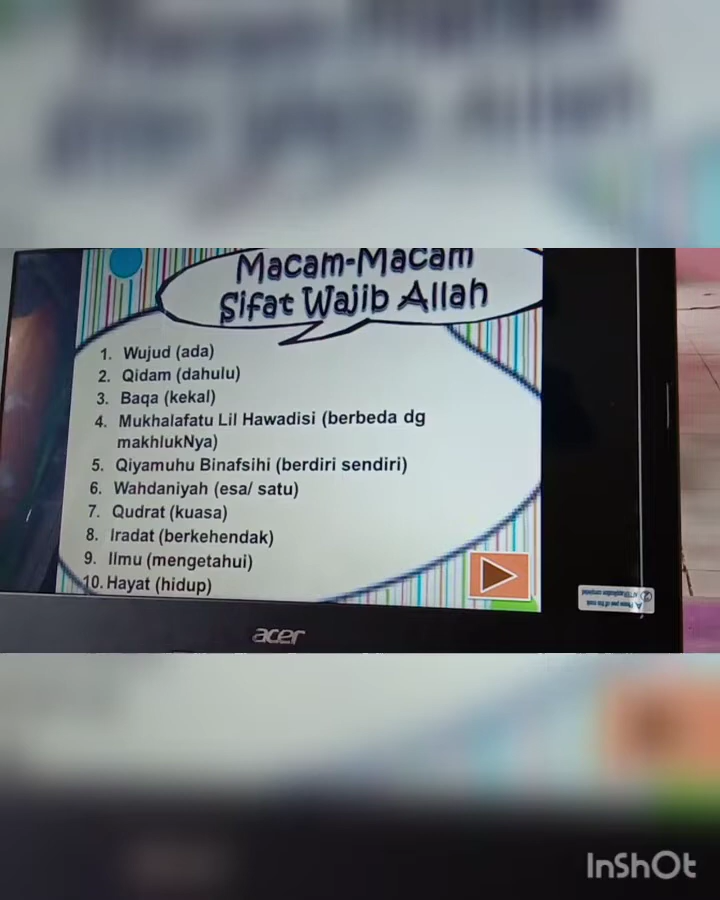 Macam-Macam
Sifat Wajib Allah
1. Wujud (ada)
2. Qidam (dahulu)
3. Baqa (kekal)
4. Mukhalafatu Lil Hawadisi (berbeda dg
makhlukNya)
5. Qiyamuhu Binafsihi (berdiri sendiri)
6. Wahdaniyah (esa/ satu)
7. Qudrat (kuasa)
8. Iradat (berkehendak)
9. Ilmu (mengetahui)
10. Hayat (hidup)
acer
InShOt